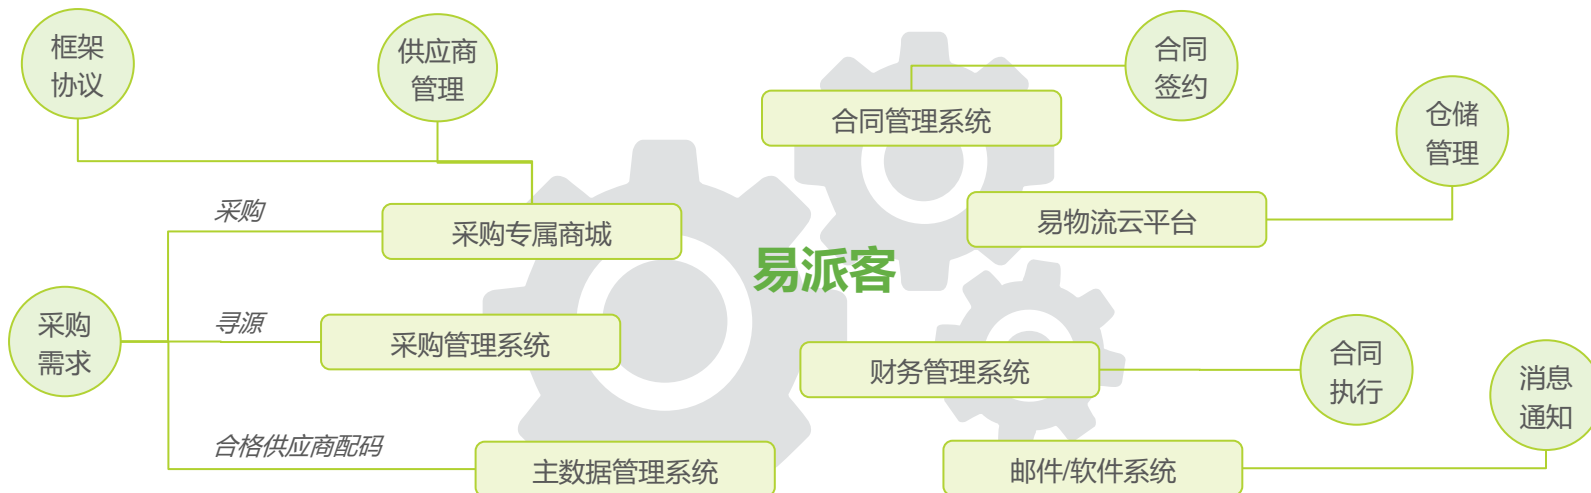 框架
协议
供应商
管理
合同
签约
合同管理系统
仓储
管理
采购
采购专属商城
易物流云平台
易派客
采购
需求
寻源
采购管理系统
财务管理系统
合同
执行
消息
通知
合格供应商配码
主数据管理系统
邮件/软件系统